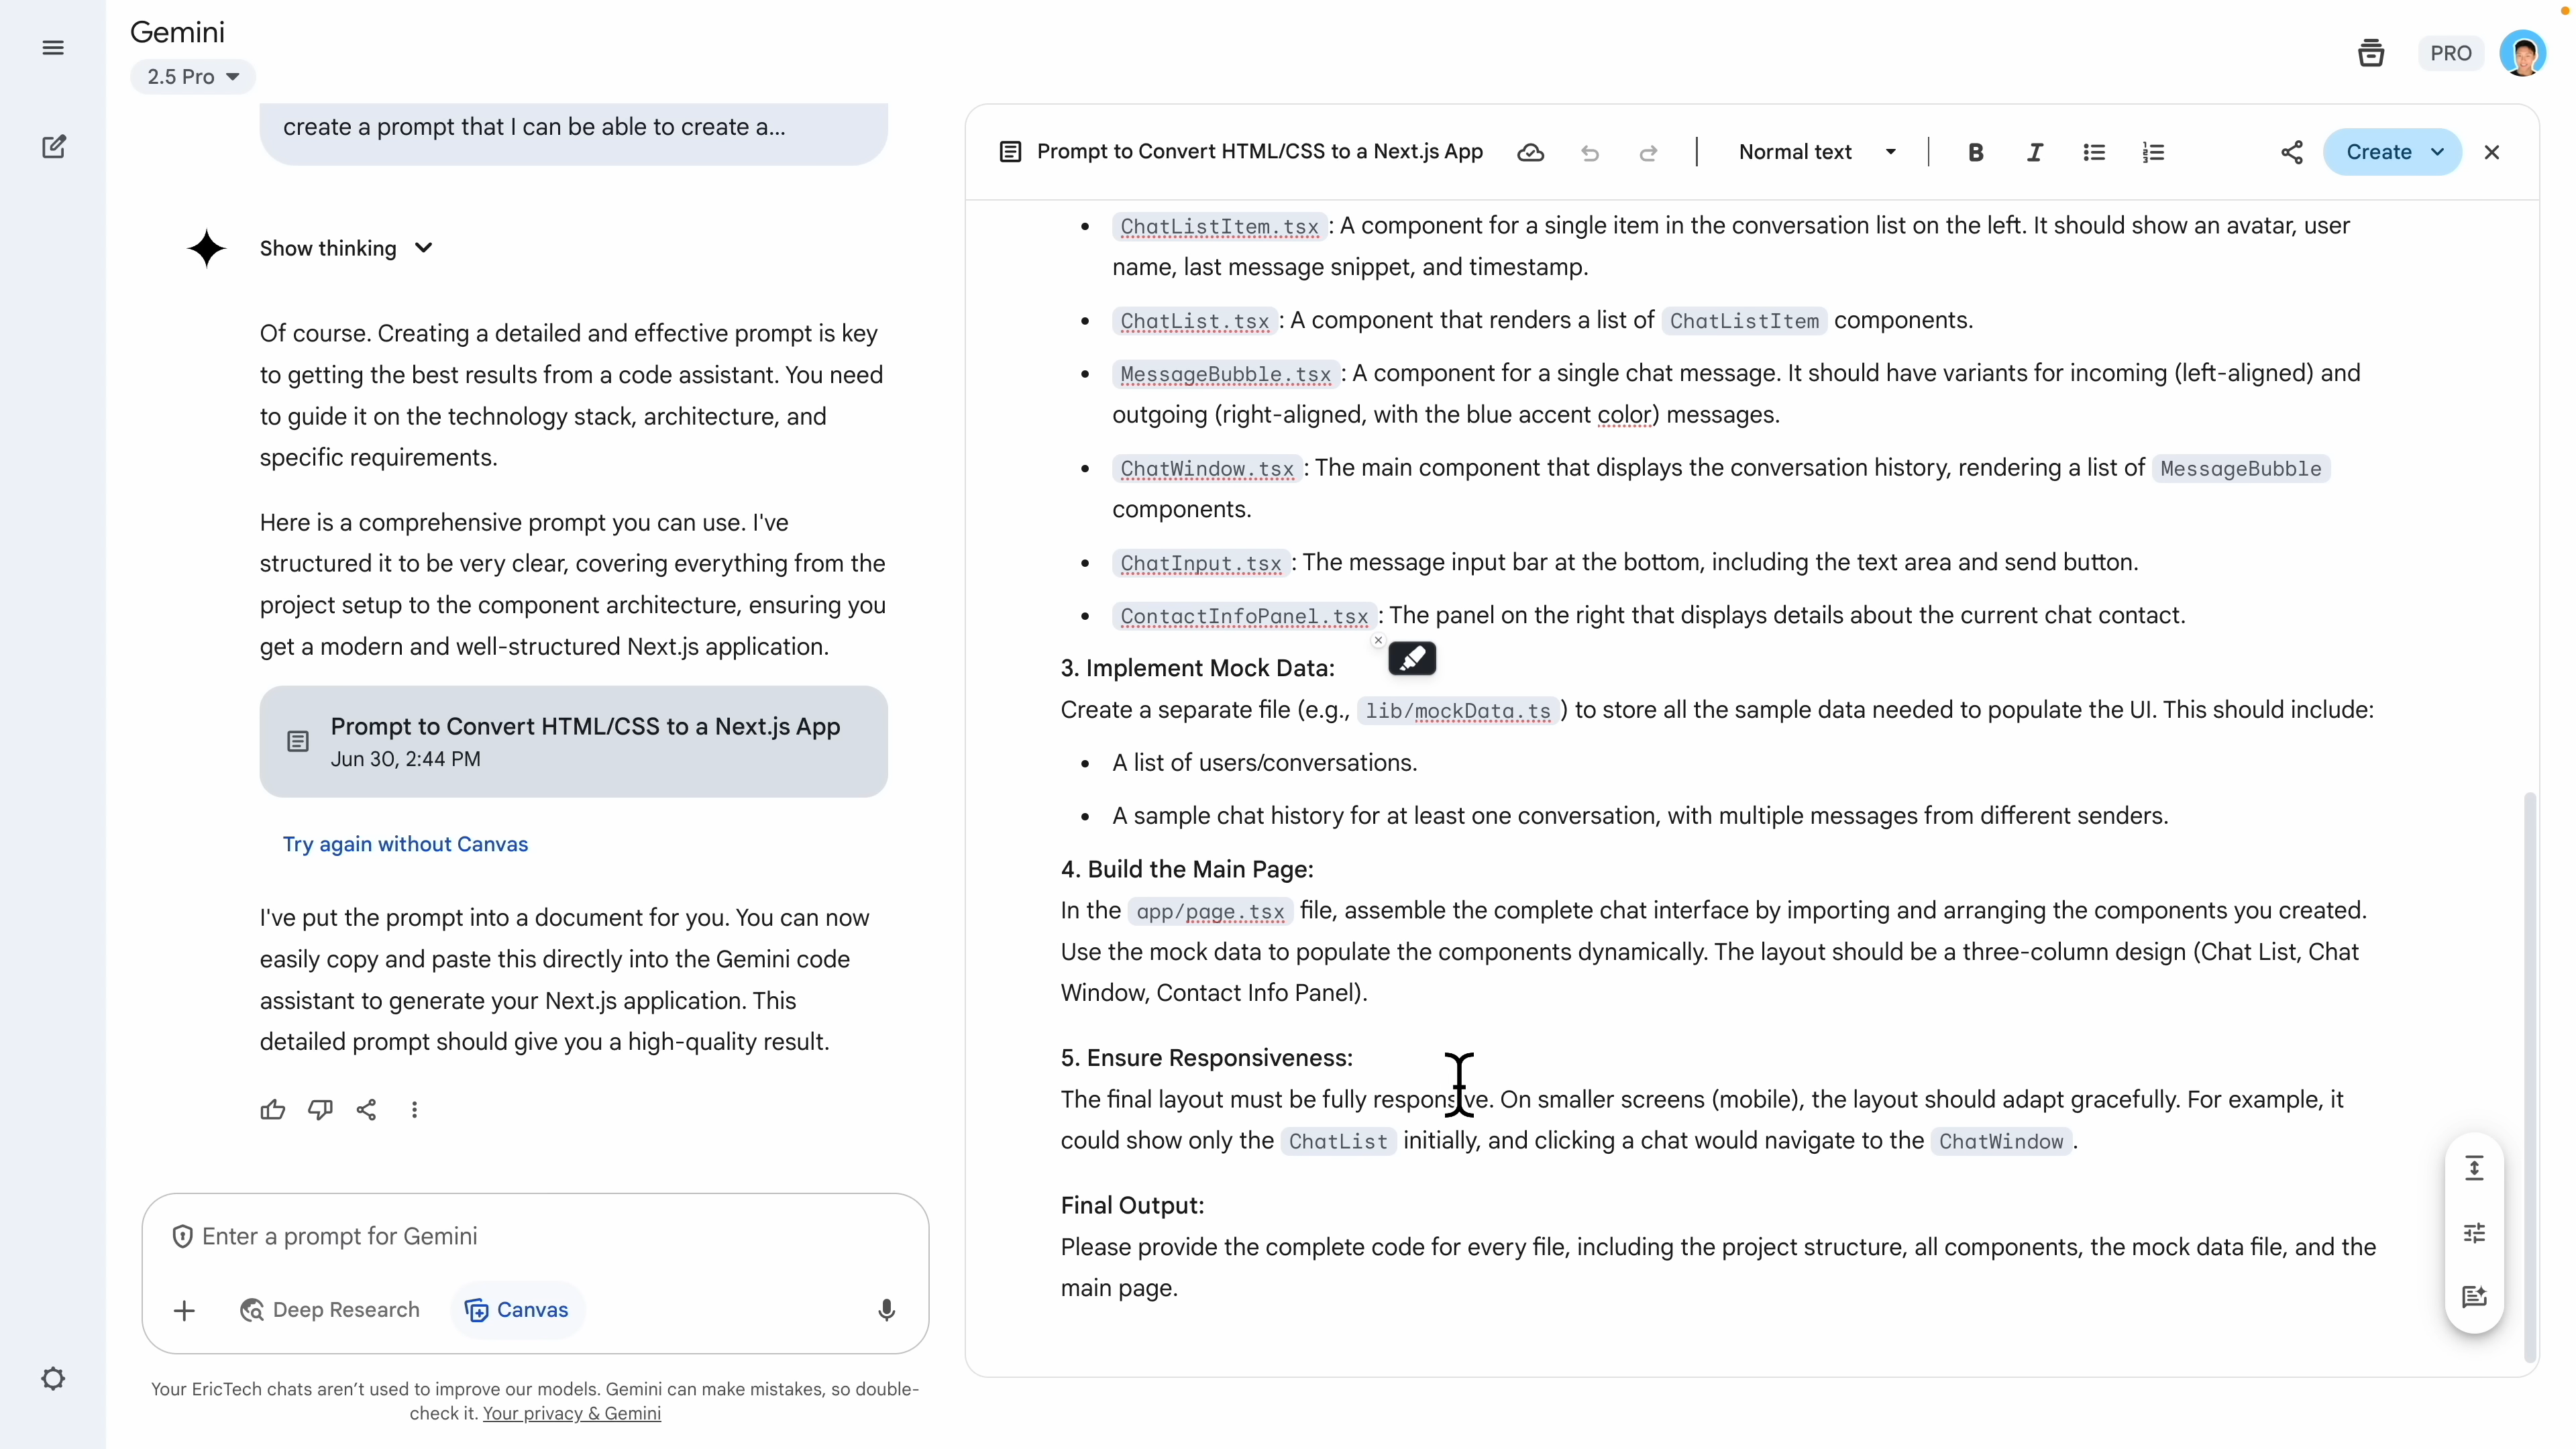 Gemini
2.5 Pro
PRO
create a prompt that I can be able to create a...
Show thinking
Of course. Creating a detailed and effective prompt is key
to getting the best results from a code assistant. You need
to guide it on the technology stack, architecture, and
specific requirements.
Here is a comprehensive prompt you can use. I've
structured it to be very clear, covering everything from the
project setup to the component architecture, ensuring you
get a modern and well-structured Next.js application.
Prompt to Convert HTML/CSS to a Next.js App
Jun 30, 2:44 PM
Try again without Canvas
I've put the prompt into a document for you. You can now
easily copy and paste this directly into the Gemini code
assistant to generate your Next.js application. This
detailed prompt should give you a high-quality result.
Enter a prompt for Gemini
Deep Research
Canvas
Your EricTech chats aren't used to improve our models. Gemini can make mistakes, so double-
check it. Your privacy & Gemini
Prompt to Convert HTML/CSS to a Next.js App
Normal text
B
I
Create
ChatListItem.tsx: A component for a single item in the conversation list on the left. It should show an avatar, user
name, last message snippet, and timestamp.
ChatList.tsx: A component that renders a list of ChatListItem components.
MessageBubble.tsx: A component for a single chat message. It should have variants for incoming (left-aligned) and
outgoing (right-aligned, with the blue accent color) messages.
ChatWindow.tsx: The main component that displays the conversation history, rendering a list of MessageBubble
components.
ChatInput.tsx: The message input bar at the bottom, including the text area and send button.
ContactInfoPanel.tsx: The panel on the right that displays details about the current chat contact.
3. Implement Mock Data:
Create a separate file (e.g., lib/mockData.ts) to store all the sample data needed to populate the UI. This should include:
A list of users/conversations.
A sample chat history for at least one conversation, with multiple messages from different senders.
4. Build the Main Page:
In the app/page.tsx file, assemble the complete chat interface by importing and arranging the components you created.
Use the mock data to populate the components dynamically. The layout should be a three-column design (Chat List, Chat
Window, Contact Info Panel).
5. Ensure Responsiveness:
The final layout must be fully responsive. On smaller screens (mobile), the layout should adapt gracefully. For example, it
could show only the ChatList initially, and clicking a chat would navigate to the ChatWindow.
Final Output:
Please provide the complete code for every file, including the project structure, all components, the mock data file, and the
main page.